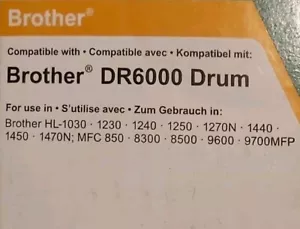 Brother®
Compatible with • Compatible avec • Kompatibel mit:
Brother® DR6000 Drum
For use in • S'utilise avec • Zum Gebrauch in:
Brother HL-1030 · 1230 · 1240 · 1250 · 1270N · 1440 ·
1450 · 1470N; MFC 850 · 8300 · 8500 · 9600 · 9700MFP